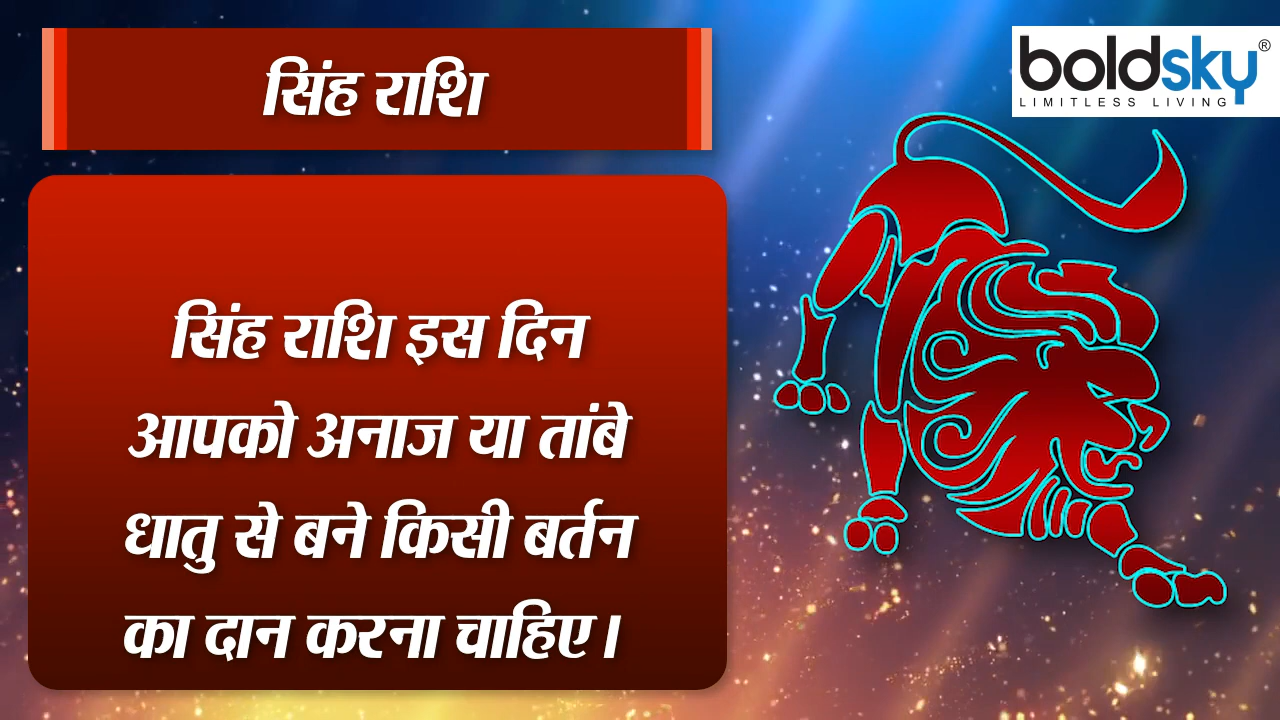 सिंह राशि
boldsky®
LIMITLESS LIVING
सिंह राशि इस दिन
आपको अनाज या तांबे
धातु से बने किसी बर्तन
का दान करना चाहिए।